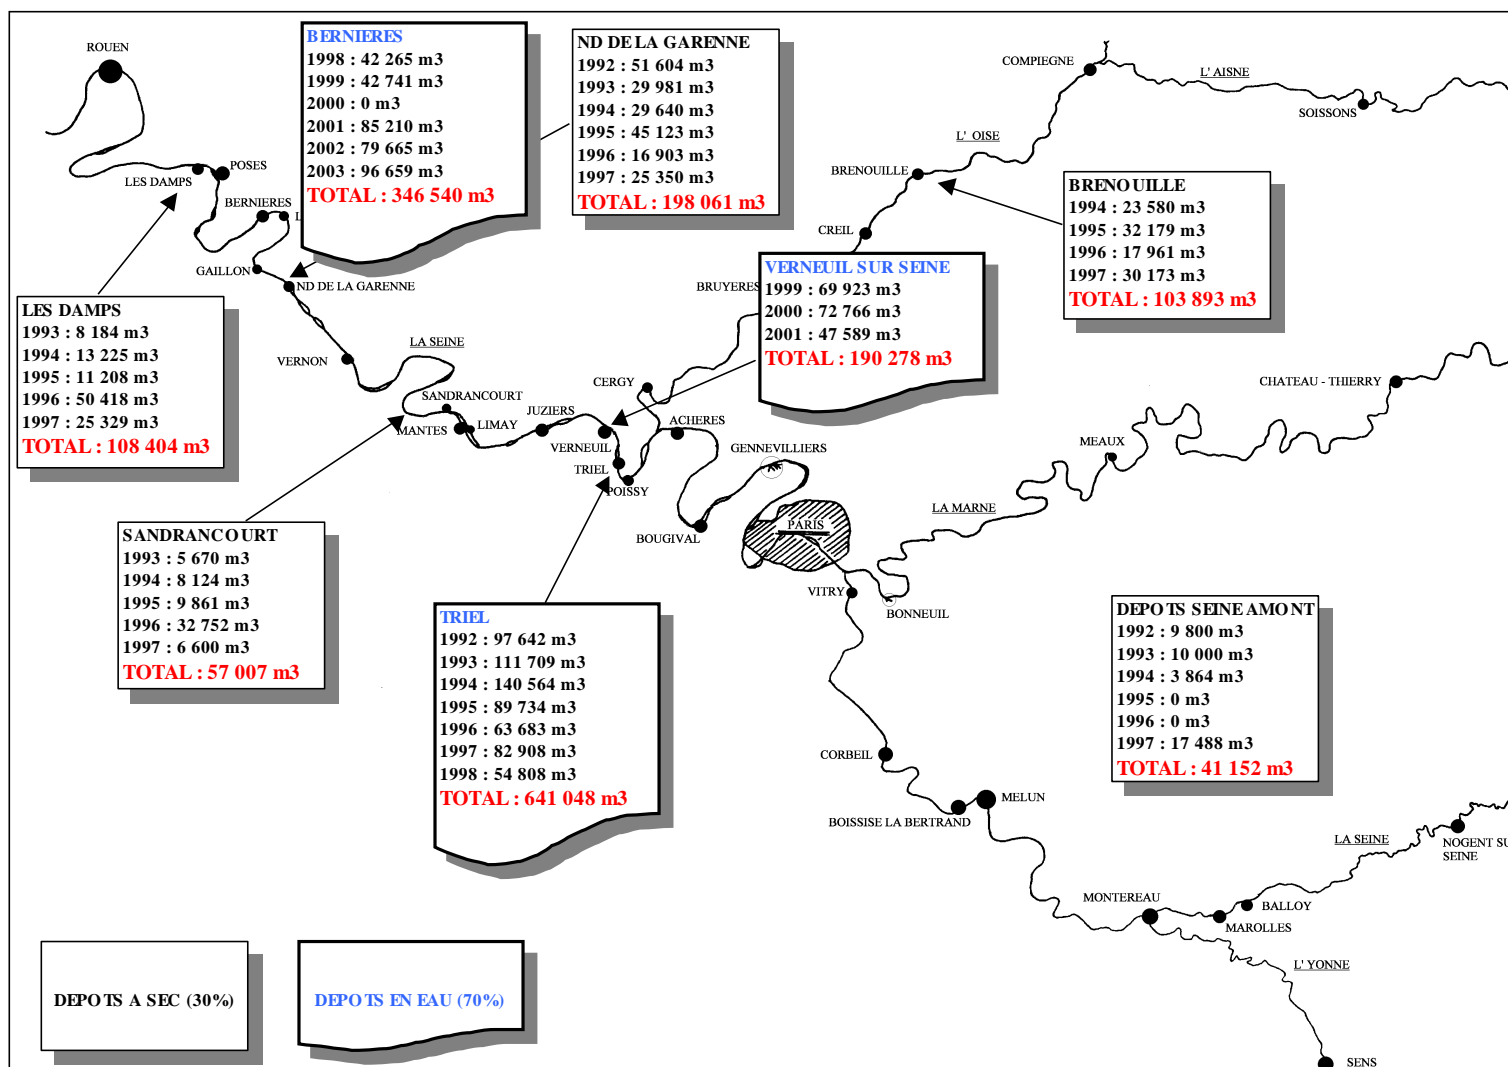 ROUEN
BERNIERES
1998 : 42 265 m3
1999 : 42 741 m3
2000 : 0 m3
2001 : 85 210 m3
2002 : 79 665 m3
2003 : 96 659 m3
TOTAL : 346 540 m3
ND DE LA GARENNE
1992 : 51 604 m3
1993 : 29 981 m3
1994 : 29 640 m3
1995 : 45 123 m3
1996 : 16 903 m3
1997 : 25 350 m3
TOTAL : 198 061 m3
COMPIEGNE
L' AISNE
SOISSONS
L' OISE
BRENOUILLE
CREIL
BRUYERES
BRENOUILLE
1994 : 23 580 m3
1995 : 32 179 m3
1996 : 17 961 m3
1997 : 30 173 m3
TOTAL : 103 893 m3
POSES
LES DAMPS
BERNIERES
L
GAILLON
ND DE LA GARENNE
VERNON
LES DAMPS
1993 : 8 184 m3
1994 : 13 225 m3
1995 : 11 208 m3
1996 : 50 418 m3
1997 : 25 329 m3
TOTAL : 108 404 m3
VERNEUIL SUR SEINE
1999 : 69 923 m3
2000 : 72 766 m3
2001 : 47 589 m3
TOTAL : 190 278 m3
LA SEINE
SANDRANCOURT
MANTES
LIMAY
JUZIERS
CERGY
VERNEUIL
TRIEL
POISSY
ACHERES
GENNEVILLIERS
BOUGIVAL
PARIS
CHATEAU - THIERRY
MEAUX
LA MARNE
VITRY
BONNEUIL
SANDRANCOURT
1993 : 5 670 m3
1994 : 8 124 m3
1995 : 9 861 m3
1996 : 32 752 m3
1997 : 6 600 m3
TOTAL : 57 007 m3
TRIEL
1992 : 97 642 m3
1993 : 111 709 m3
1994 : 140 564 m3
1995 : 89 734 m3
1996 : 63 683 m3
1997 : 82 908 m3
1998 : 54 808 m3
TOTAL : 641 048 m3
DEPOTS SEINE AMONT
1992 : 9 800 m3
1993 : 10 000 m3
1994 : 3 864 m3
1995 : 0 m3
1996 : 0 m3
1997 : 17 488 m3
TOTAL : 41 152 m3
CORBEIL
MELUN
BOISSISE LA BERTRAND
LA SEINE
NOGENT SU
SEINE
MONTEREAU
BALLOY
MAROLLES
L' YONNE
SENS
DEPOTS A SEC (30%)
DEPOTS EN EAU (70%)